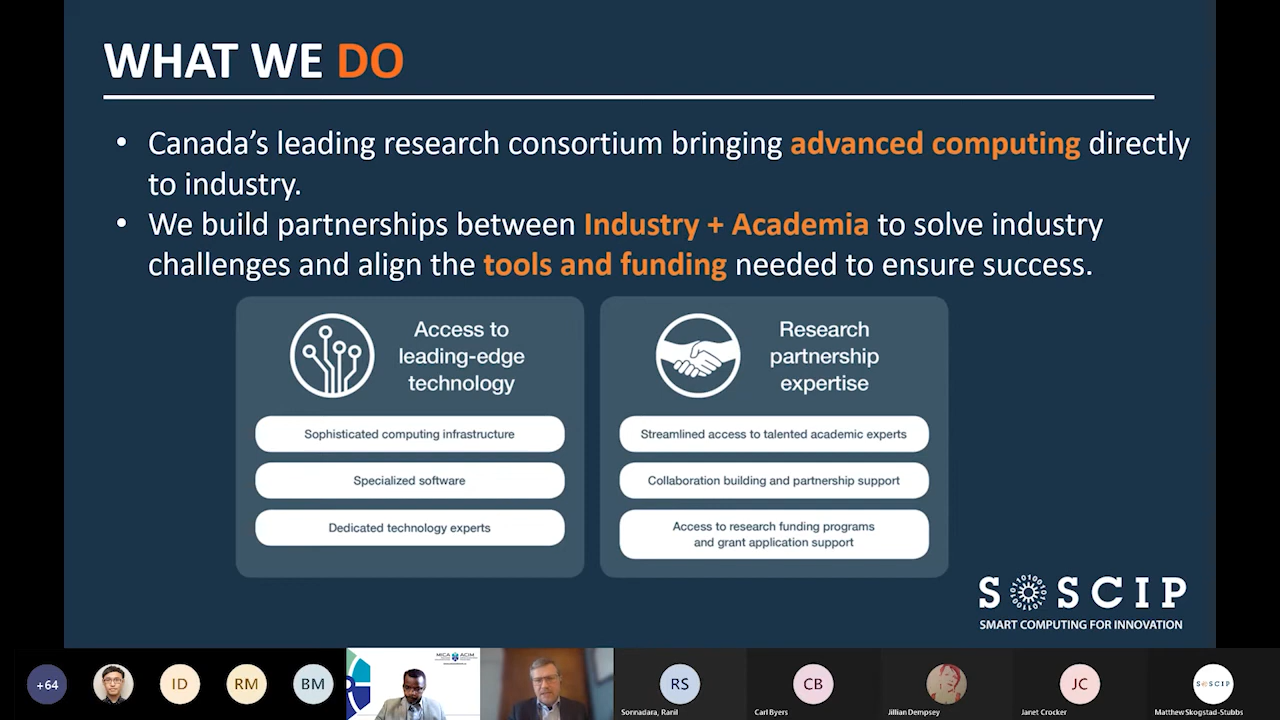 WHAT WE DO
• Canada's leading research consortium bringing advanced computing directly
to industry.
• We build partnerships between Industry + Academia to solve industry
challenges and align the tools and funding needed to ensure success.
Access to
leading-edge
technology
Sophisticated computing infrastructure
Specialized software
Dedicated technology experts
Research
partnership
expertise
Streamlined access to talented academic experts
Collaboration building and partnership support
Access to research funding programs
and grant application support
SOSCIP
SMART COMPUTING FOR INNOVATION
+64
ID
RM
BM
MICA ACIM
RS
Sonnadara, Ranil
CB
Carl Byers
Jillian Dempsey
JC
Janet Crocker
SOSCIP
Matthew Skogstad-Stubbs